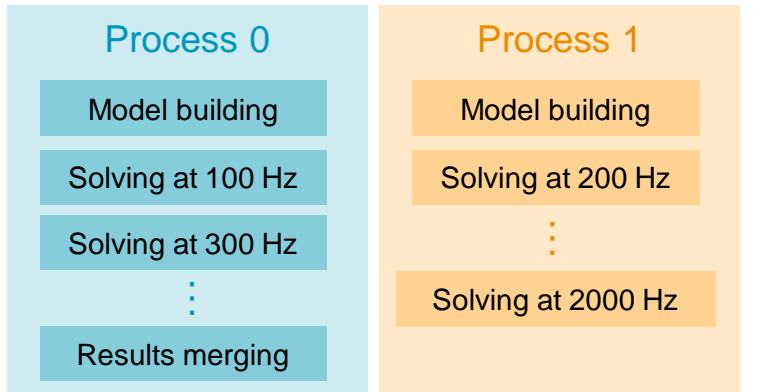 Process 0
Model building
Solving at 100 Hz
Solving at 300 Hz
⋮
Results merging
Process 1
Model building
Solving at 200 Hz
⋮
Solving at 2000 Hz